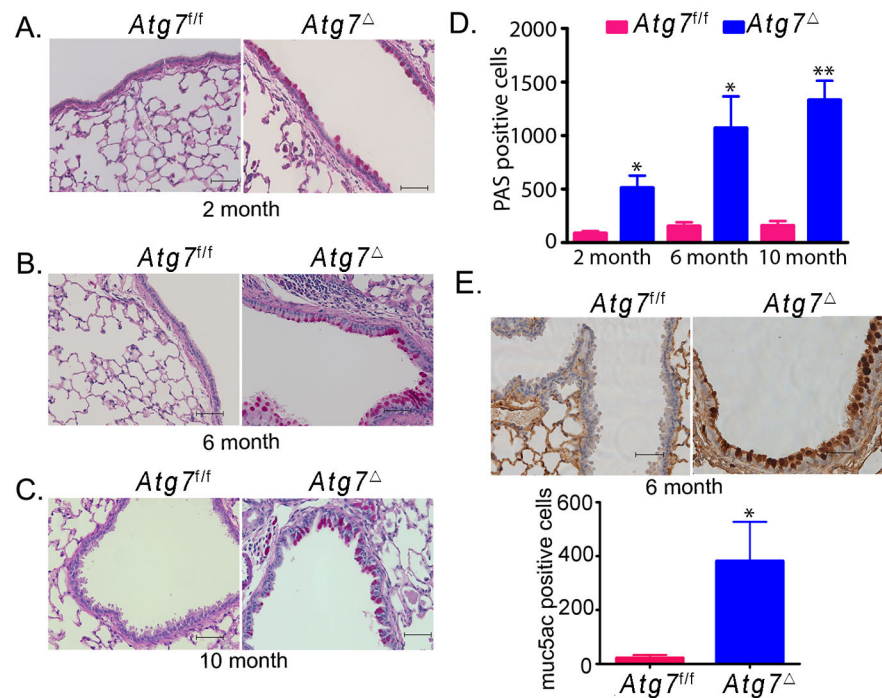 A.
Atg7f/f Atg7△
2 month
B.
Atg7f/f Atg7△
6 month
C.
Atg7f/f Atg7△
10 month
D.
Atg7f/f Atg7△
PAS positive cells
2000
1500
1000
500
0
* * **
2 month 6 month 10 month
E.
Atg7f/f Atg7△
6 month
muc5ac positive cells
600
400
200
0
*
Atg7f/f Atg7△